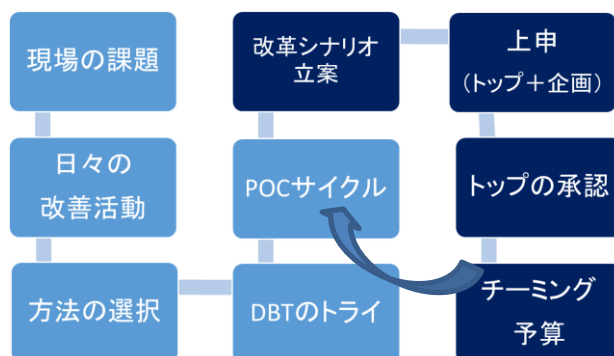 現場の課題
日々の
改善活動
方法の選択
DBTのトライ
POCサイクル
改革シナリオ
立案
上申
（トップ＋企画）
トップの承認
チーミング
予算